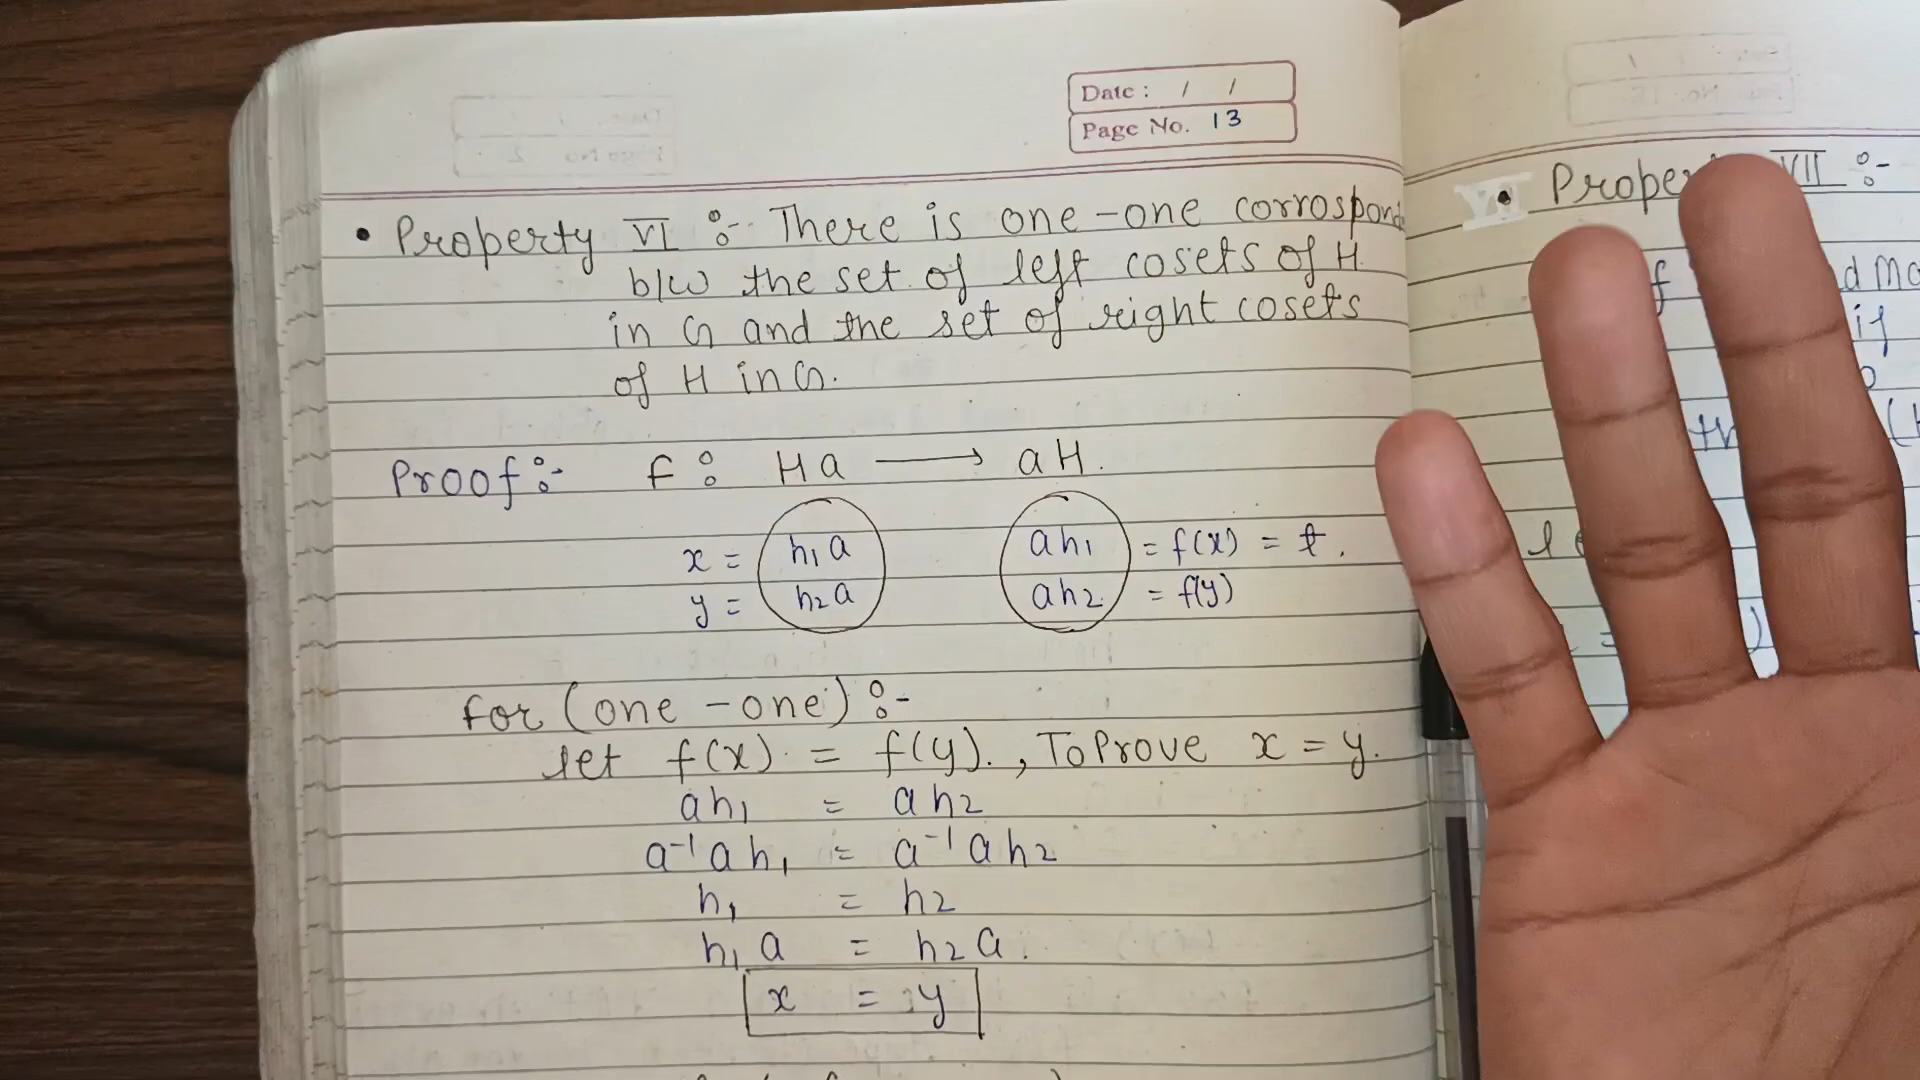 Date : / /
Page No. 13
• Property VI :- There is one-one corrospond
b/w the set of left cosets of H
in G and the set of right cosets
of H in G.
Proof :- f : Ha → aH.
x = h₁a ah₁ = f(x) = t.
y = h₂a ah₂ = f(y)
For (one-one) :-
let f(x) = f(y)., To Prove x = y.
ah₁ = ah₂
a⁻¹ah₁ = a⁻¹ah₂
h₁ = h₂
h₁a = h₂a.
x = y
VII :-
if